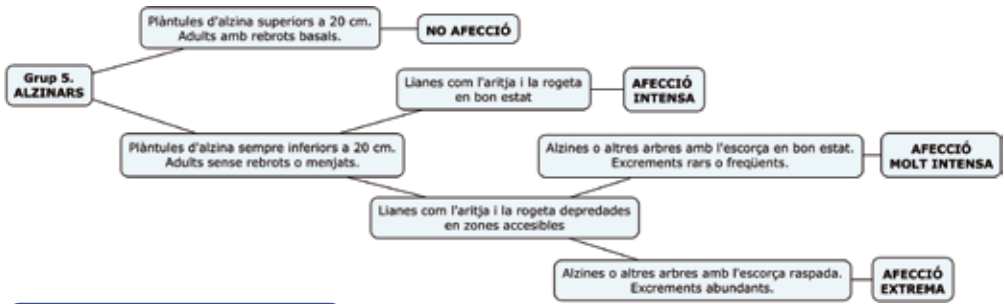 Plàntules d'alzina superiors a 20 cm.
Adults amb rebrots basals.
NO AFECCIÓ
Grup 5.
ALZINARS
Lianes com l'aritja i la rogeta
en bon estat
AFECCIÓ
INTENSA
Plàntules d'alzina sempre inferiors a 20 cm.
Adults sense rebrots o menjats.
Alzines o altres arbres amb l'escorça en bon estat.
Excrements rars o freqüents.
AFECCIÓ
MOLT INTENSA
Lianes com l'aritja i la rogeta depredades
en zones accesibles
Alzines o altres arbres amb l'escorça raspada.
Excrements abundants.
AFECCIÓ
EXTREMA